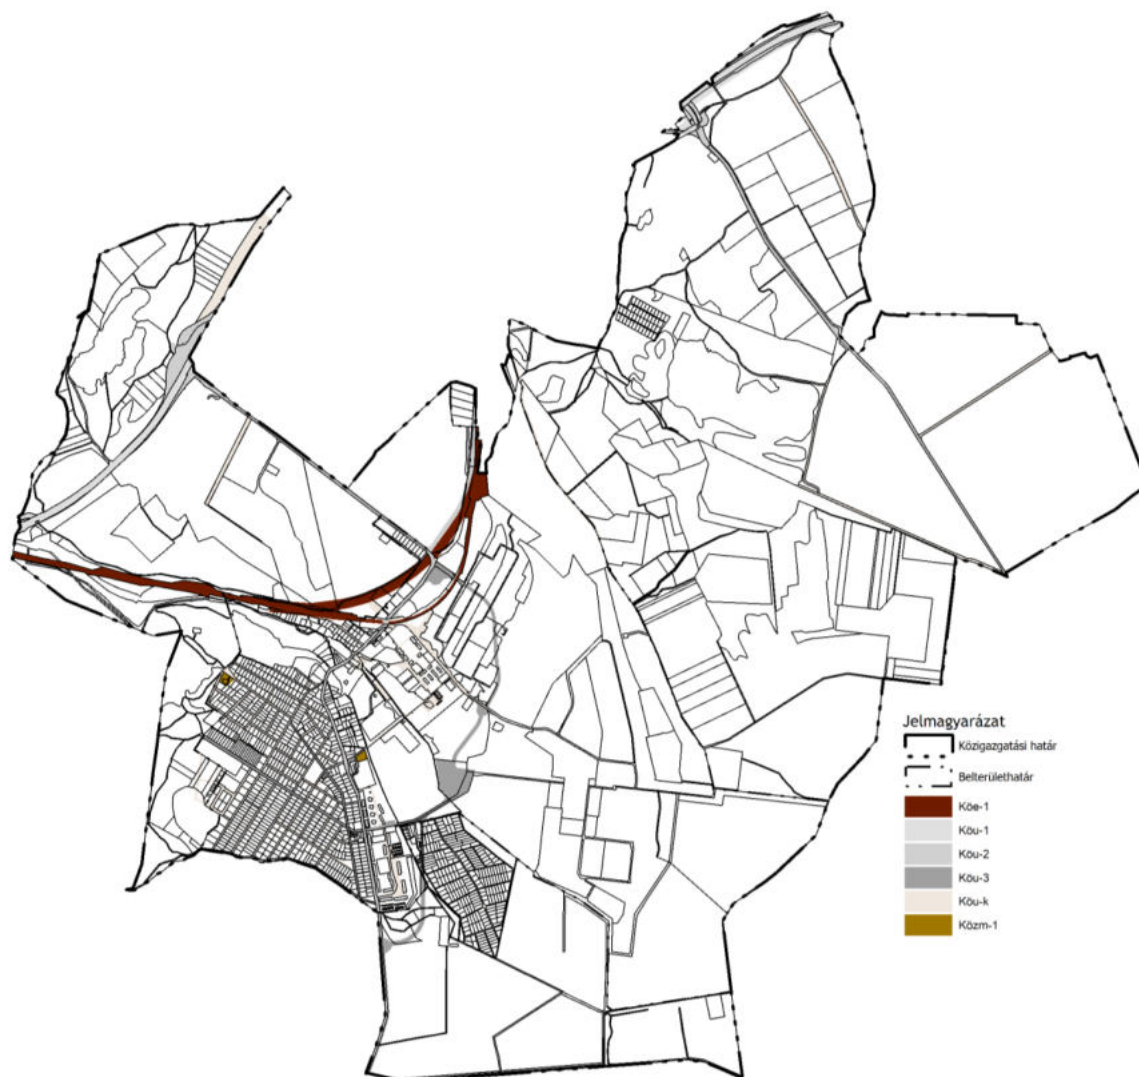 Jelmagyarázat
Közigazgatási határ
Belterülethatár
Köe-1
Köu-1
Köu-2
Köu-3
Köu-k
Közm-1